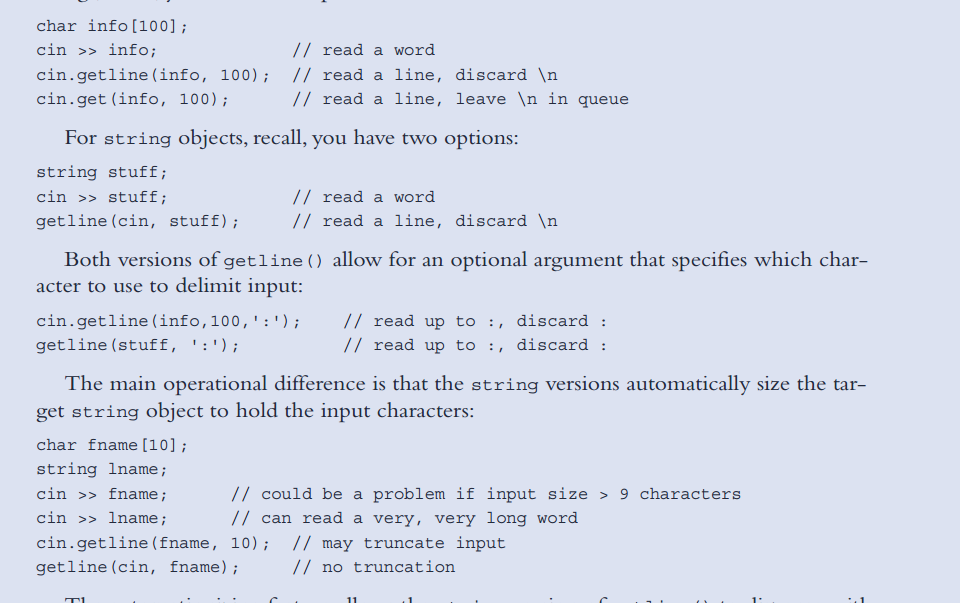 char info[100];
cin >> info;             // read a word
cin.getline(info, 100);  // read a line, discard \n
cin.get(info, 100);      // read a line, leave \n in queue
For string objects, recall, you have two options:
string stuff;
cin >> stuff;            // read a word
getline(cin, stuff);     // read a line, discard \n
Both versions of getline() allow for an optional argument that specifies which char-
acter to use to delimit input:
cin.getline(info,100,':');    // read up to :, discard :
getline(stuff, ':');          // read up to :, discard :
The main operational difference is that the string versions automatically size the tar-
get string object to hold the input characters:
char fname[10];
string lname;
cin >> fname;      // could be a problem if input size > 9 characters
cin >> lname;      // can read a very, very long word
cin.getline(fname, 10);  // may truncate input
getline(cin, fname);     // no truncation